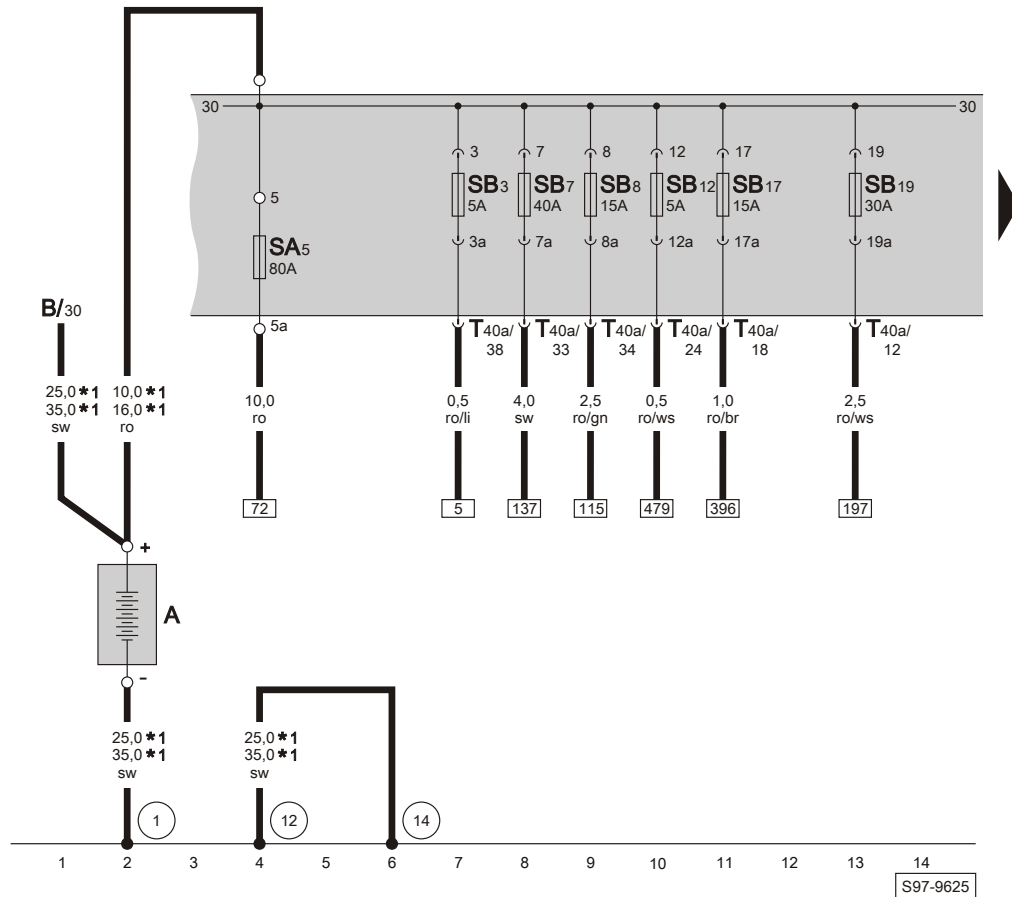 30 30
3 7 8 12 17 19
SB3 SB7 SB8 SB12 SB17 SB19
5A 40A 15A 5A 15A 30A
5
3a 7a 8a 12a 17a 19a
SA5
80A
B/30
5a
T40a/38 T40a/33 T40a/34 T40a/24 T40a/18 T40a/12
25,0*1 10,0*1 10,0 0,5 4,0 2,5 0,5 1,0 2,5
35,0*1 16,0*1 ro ro/li sw ro/gn ro/ws ro/br ro/ws
sw ro
72 5 137 115 479 396 197
+
A
-
25,0*1 25,0*1
35,0*1 35,0*1
sw sw
1 12 14
1 2 3 4 5 6 7 8 9 10 11 12 13 14
S97-9625